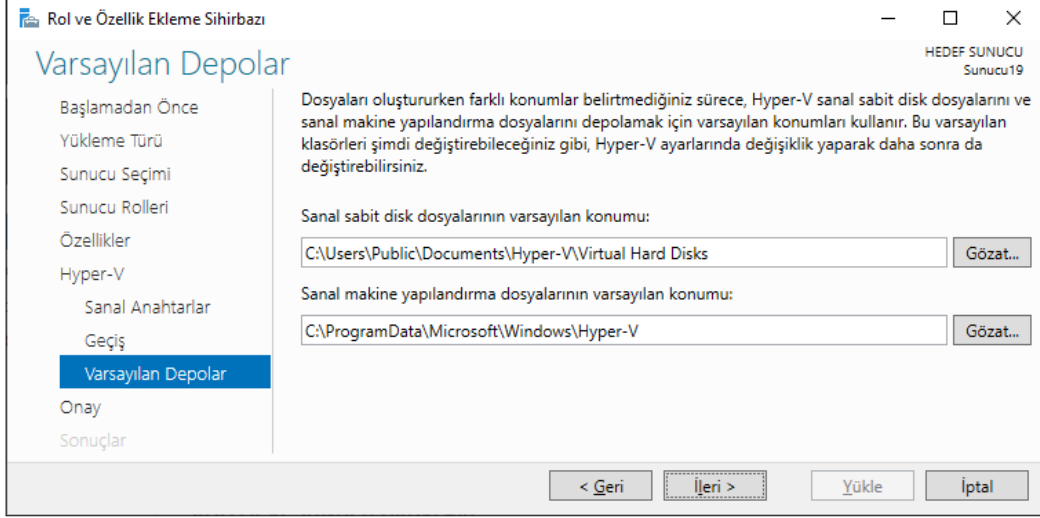 Rol ve Özellik Ekleme Sihirbazı
Varsayılan Depolar
HEDEF SUNUCU
Sunucu19
Başlamadan Önce
Yükleme Türü
Sunucu Seçimi
Sunucu Rolleri
Özellikler
Hyper-V
Sanal Anahtarlar
Geçiş
Varsayılan Depolar
Onay
Sonuçlar
Dosyaları oluştururken farklı konumlar belirtmediğiniz sürece, Hyper-V sanal sabit disk dosyalarını ve
sanal makine yapılandırma dosyalarını depolamak için varsayılan konumları kullanır. Bu varsayılan
klasörleri şimdi değiştirebileceğiniz gibi, Hyper-V ayarlarında değişiklik yaparak daha sonra da
değiştirebilirsiniz.
Sanal sabit disk dosyalarının varsayılan konumu:
C:\Users\Public\Documents\Hyper-V\Virtual Hard Disks
Gözat...
Sanal makine yapılandırma dosyalarının varsayılan konumu:
C:\ProgramData\Microsoft\Windows\Hyper-V
Gözat...
< Geri
İleri >
Yükle
İptal